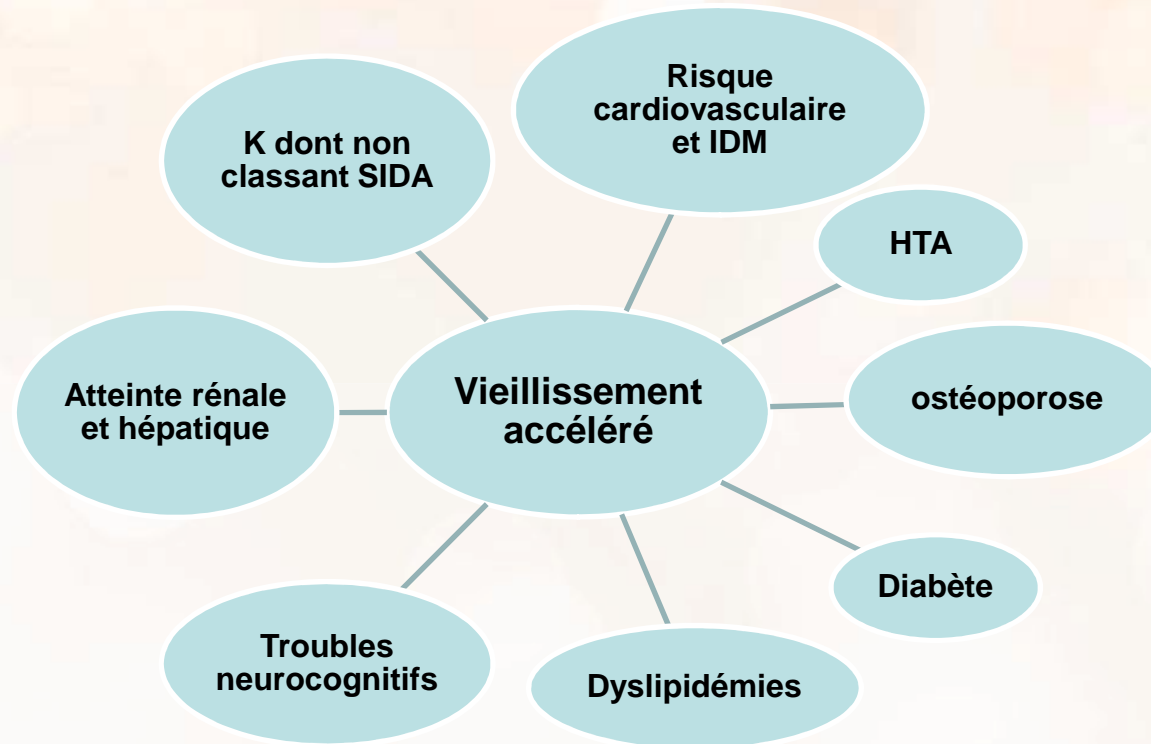 Risque
cardiovasculaire
et IDM
K dont non
classant SIDA
HTA
Vieillissement
accéléré
ostéoporose
Atteinte rénale
et hépatique
Diabète
Troubles
neurocognitifs
Dyslipidémies